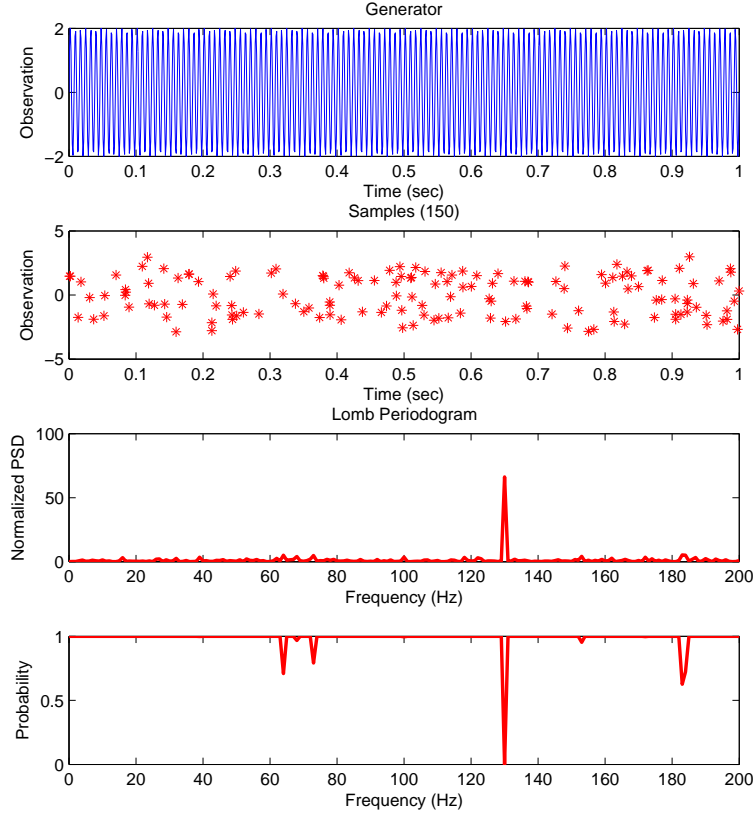 Generator
2
0
−2
Observation
0 0.1 0.2 0.3 0.4 0.5 0.6 0.7 0.8 0.9 1
Time (sec)
Samples (150)
5
0
−5
Observation
0 0.1 0.2 0.3 0.4 0.5 0.6 0.7 0.8 0.9 1
Time (sec)
Lomb Periodogram
100
50
0
Normalized PSD
0 20 40 60 80 100 120 140 160 180 200
Frequency (Hz)
1
0.5
0
Probability
0 20 40 60 80 100 120 140 160 180 200
Frequency (Hz)